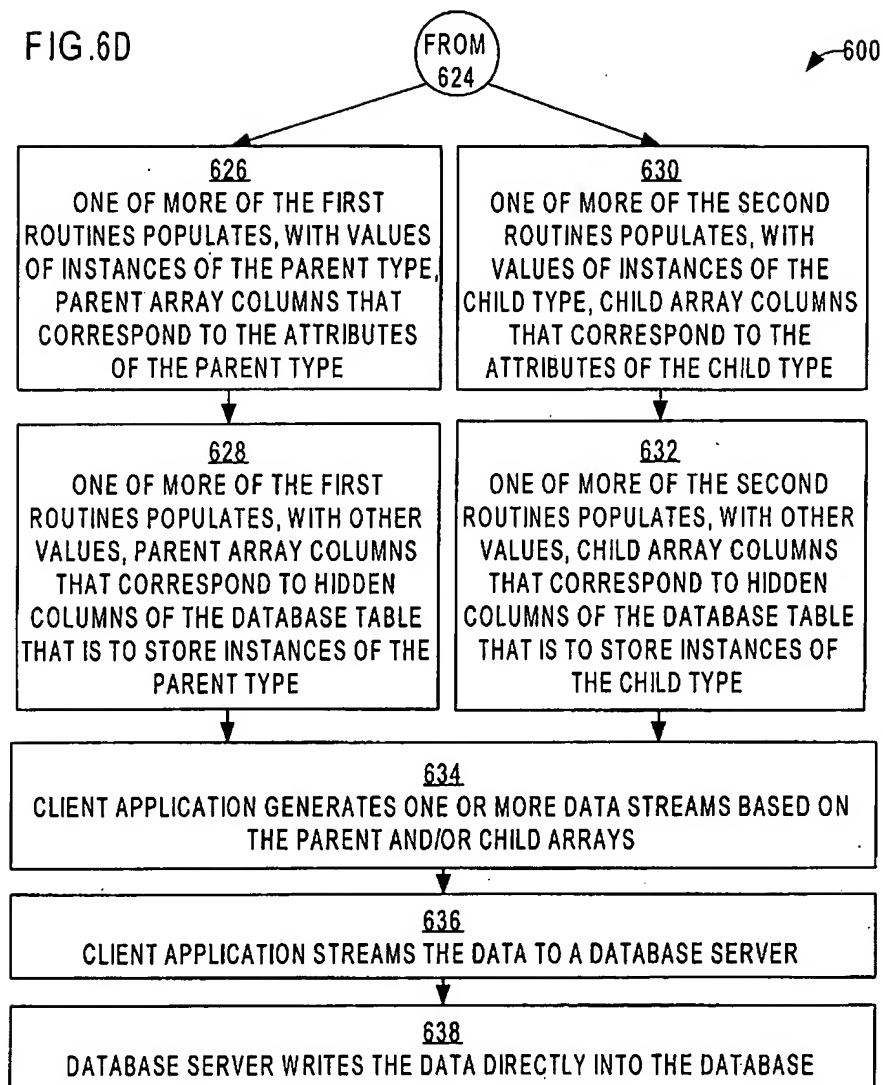 FIG.6D
FROM
624
600
626
ONE OF MORE OF THE FIRST
ROUTINES POPULATES, WITH VALUES
OF INSTANCES OF THE PARENT TYPE,
PARENT ARRAY COLUMNS THAT
CORRESPOND TO THE ATTRIBUTES
OF THE PARENT TYPE
630
ONE OF MORE OF THE SECOND
ROUTINES POPULATES, WITH
VALUES OF INSTANCES OF THE
CHILD TYPE, CHILD ARRAY COLUMNS
THAT CORRESPOND TO THE
ATTRIBUTES OF THE CHILD TYPE
628
ONE OF MORE OF THE FIRST
ROUTINES POPULATES, WITH OTHER
VALUES, PARENT ARRAY COLUMNS
THAT CORRESPOND TO HIDDEN
COLUMNS OF THE DATABASE TABLE
THAT IS TO STORE INSTANCES OF THE
PARENT TYPE
632
ONE OF MORE OF THE SECOND
ROUTINES POPULATES, WITH OTHER
VALUES, CHILD ARRAY COLUMNS
THAT CORRESPOND TO HIDDEN
COLUMNS OF THE DATABASE TABLE
THAT IS TO STORE INSTANCES OF
THE CHILD TYPE
634
CLIENT APPLICATION GENERATES ONE OR MORE DATA STREAMS BASED ON
THE PARENT AND/OR CHILD ARRAYS
636
CLIENT APPLICATION STREAMS THE DATA TO A DATABASE SERVER
638
DATABASE SERVER WRITES THE DATA DIRECTLY INTO THE DATABASE